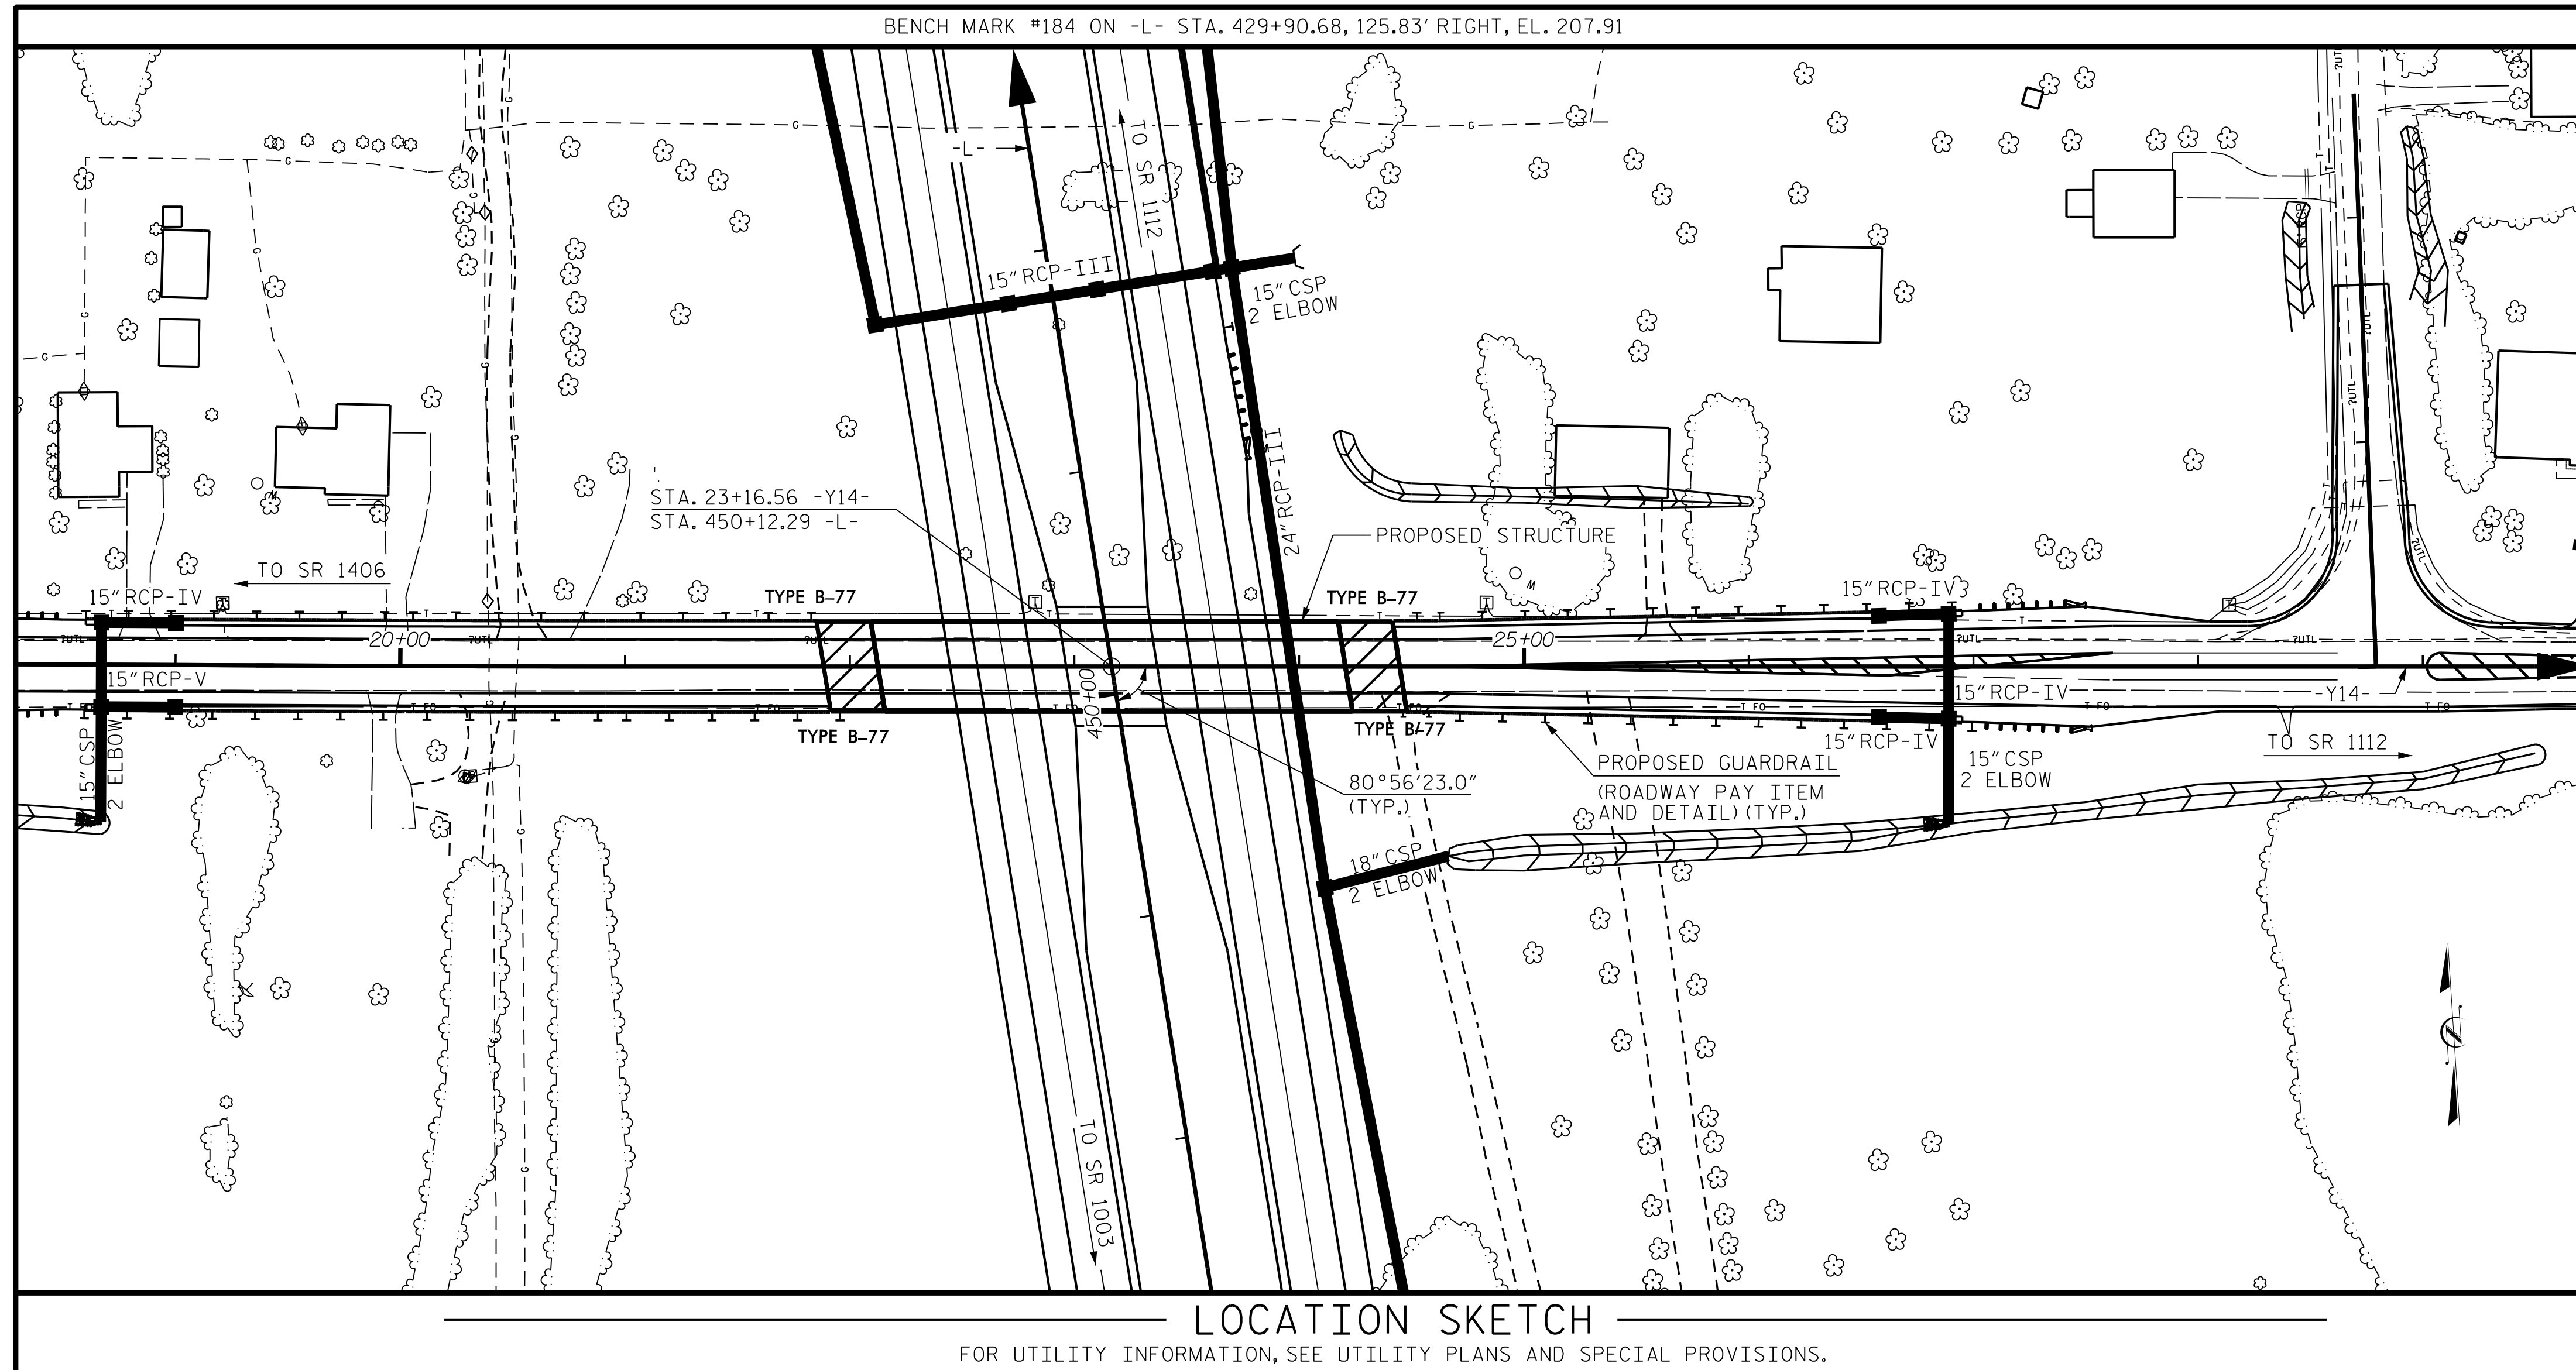 BENCH MARK #184 ON -L- STA. 429+90.68, 125.83' RIGHT, EL. 207.91
-L-
TO SR 1112
15" RCP-III
15" CSP
2 ELBOW
24" RCP-III
STA. 23+16.56 -Y14-
STA. 450+12.29 -L-
PROPOSED STRUCTURE
TO SR 1406
15" RCP-IV
TYPE B-77
TYPE B-77
15" RCP-IV
20+00
25+00
15" RCP-V
15" RCP-IV
-Y14-
450+00
15" CSP
2 ELBOW
TYPE B-77
TYPE B-77
15" RCP-IV
TO SR 1112
PROPOSED GUARDRAIL
(ROADWAY PAY ITEM
AND DETAIL) (TYP.)
15" CSP
2 ELBOW
80°56'23.0"
(TYP.)
18" CSP
2 ELBOW
TO SR 1003
LOCATION SKETCH
FOR UTILITY INFORMATION, SEE UTILITY PLANS AND SPECIAL PROVISIONS.